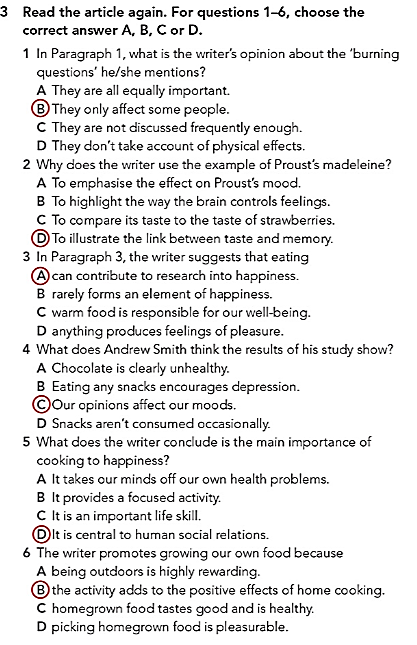 3 Read the article again. For questions 1–6, choose the
correct answer A, B, C or D.
1 In Paragraph 1, what is the writer's opinion about the 'burning
questions' he/she mentions?
A They are all equally important.
B They only affect some people.
C They are not discussed frequently enough.
D They don't take account of physical effects.
2 Why does the writer use the example of Proust's madeleine?
A To emphasise the effect on Proust's mood.
B To highlight the way the brain controls feelings.
C To compare its taste to the taste of strawberries.
D To illustrate the link between taste and memory.
3 In Paragraph 3, the writer suggests that eating
A can contribute to research into happiness.
B rarely forms an element of happiness.
C warm food is responsible for our well-being.
D anything produces feelings of pleasure.
4 What does Andrew Smith think the results of his study show?
A Chocolate is clearly unhealthy.
B Eating any snacks encourages depression.
C Our opinions affect our moods.
D Snacks aren't consumed occasionally.
5 What does the writer conclude is the main importance of
cooking to happiness?
A It takes our minds off our own health problems.
B It provides a focused activity.
C It is an important life skill.
D It is central to human social relations.
6 The writer promotes growing our own food because
A being outdoors is highly rewarding.
B the activity adds to the positive effects of home cooking.
C homegrown food tastes good and is healthy.
D picking homegrown food is pleasurable.